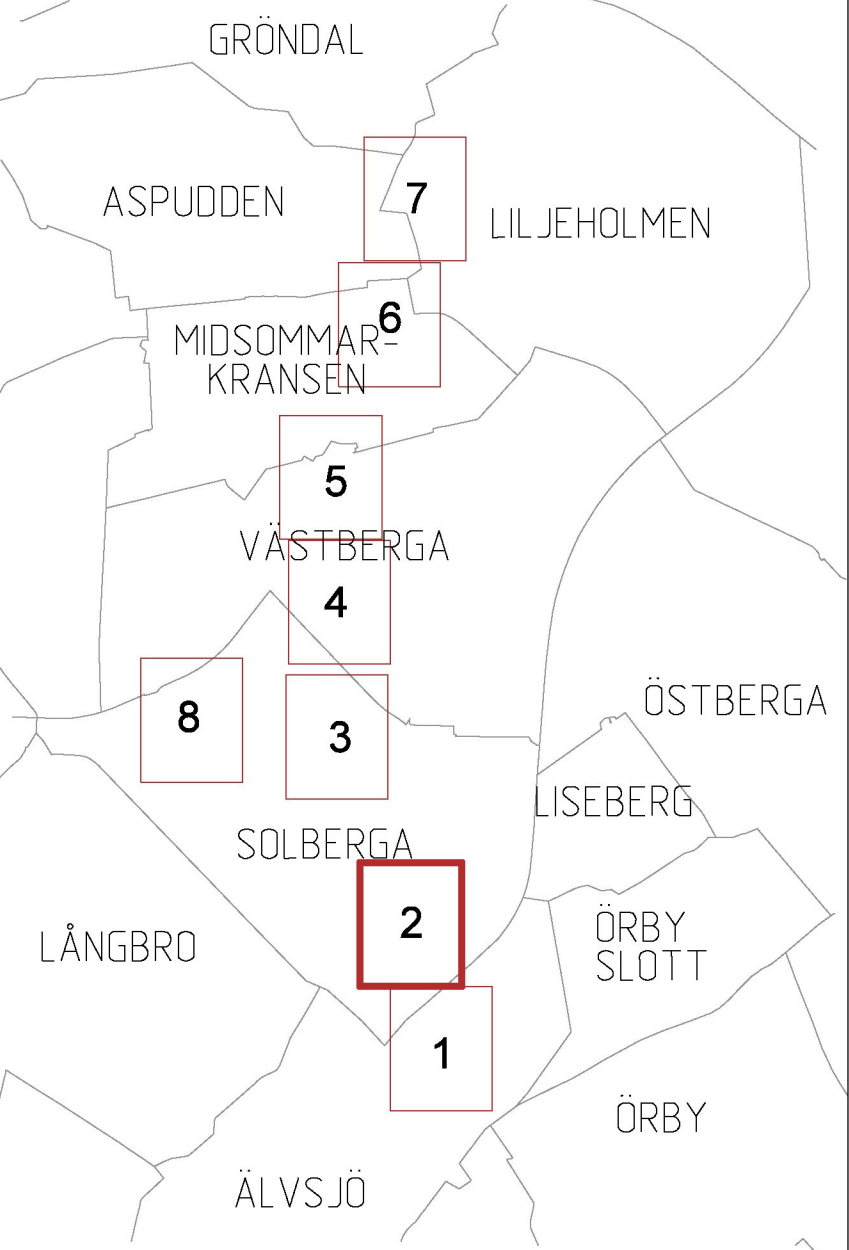 GRÖNDAL
7
ASPUDDEN
LILJEHOLMEN
6
MIDSOMMAR-
KRANSEN
5
VÄSTBERGA
4
ÖSTBERGA
8
3
LISEBERG
SOLBERGA
2
ÖRBY
SLOTT
LÅNGBRO
1
ÖRBY
ÄLVSJÖ